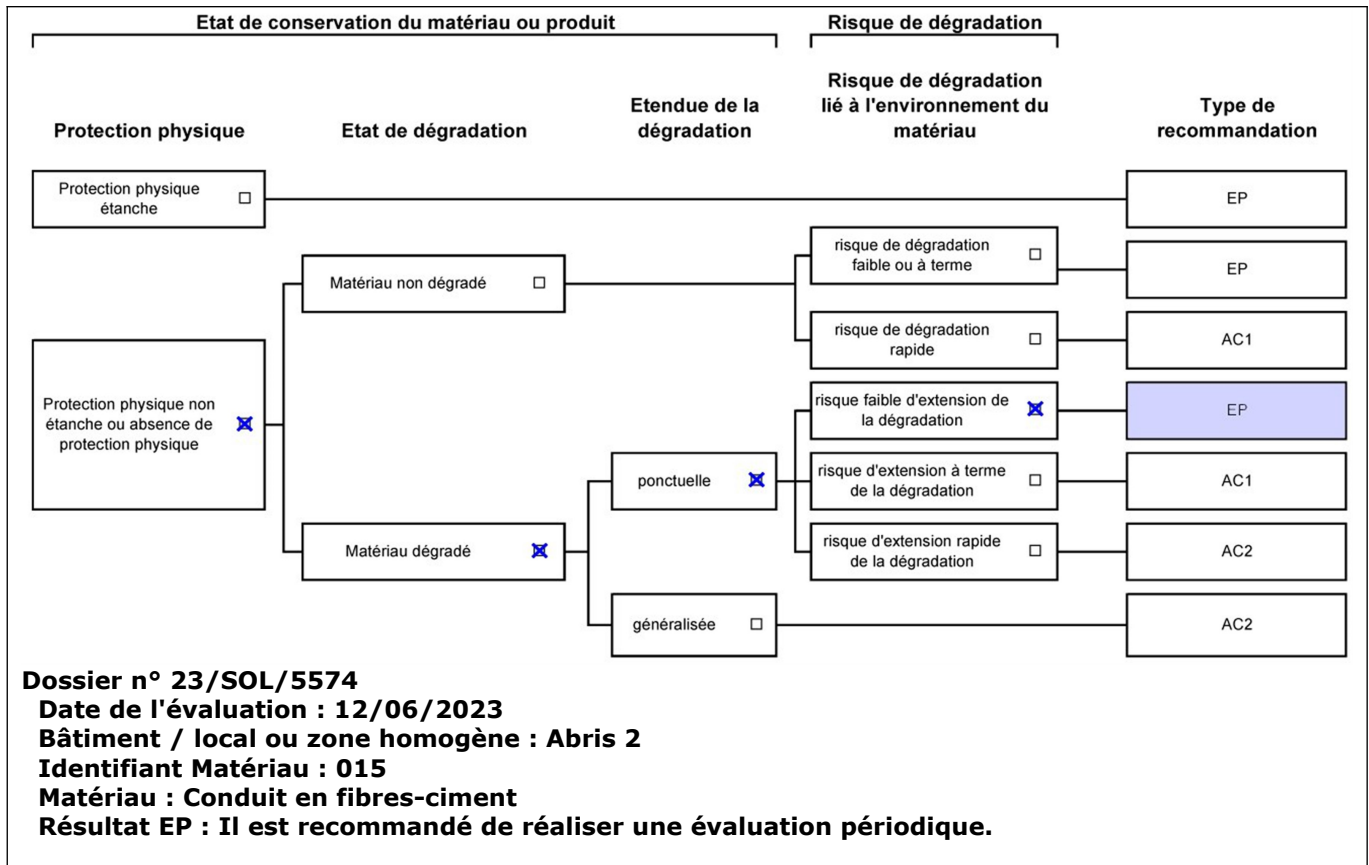 Etat de conservation du matériau ou produit
Risque de dégradation
Protection physique
Etat de dégradation
Etendue de la
dégradation
Risque de dégradation
lié à l'environnement du
matériau
Type de
recommandation
Protection physique
étanche
EP
risque de dégradation
faible ou à terme
EP
Matériau non dégradé
risque de dégradation
rapide
AC1
Protection physique non
étanche ou absence de
protection physique
risque faible d'extension de
la dégradation
EP
ponctuelle
risque d'extension à terme
de la dégradation
AC1
Matériau dégradé
risque d'extension rapide
de la dégradation
AC2
généralisée
AC2
Dossier n° 23/SOL/5574
Date de l'évaluation : 12/06/2023
Bâtiment / local ou zone homogène : Abris 2
Identifiant Matériau : 015
Matériau : Conduit en fibres-ciment
Résultat EP : Il est recommandé de réaliser une évaluation périodique.